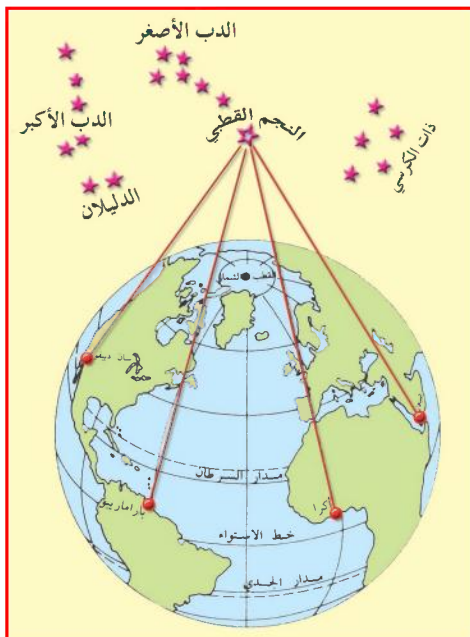 الدب الأصغر
الدب الأكبر
النجم القطبي
ذات الكرسي
الدليلان
القطب الشمالي
سان دييغو
مدار السرطان
باراماريبو
أكرا
خط الاستواء
مدار الجدي